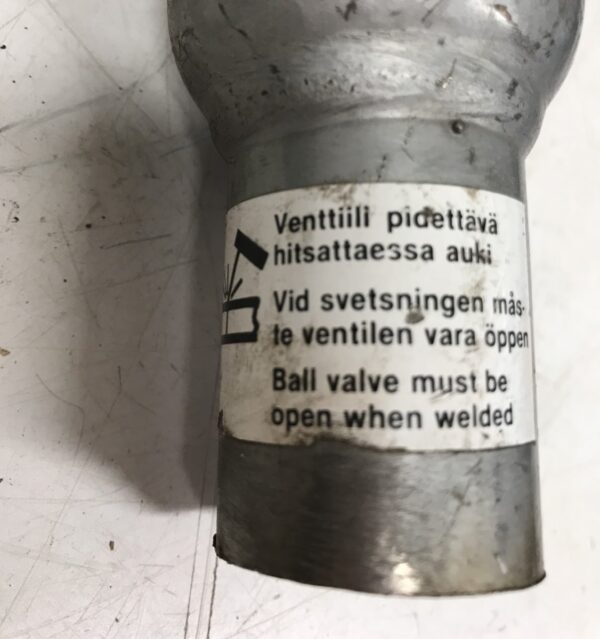 Venttiili pidettävä
hitsattaessa auki
Vid svetsningen mås-
te ventilen vara öppen
Ball valve must be
open when welded